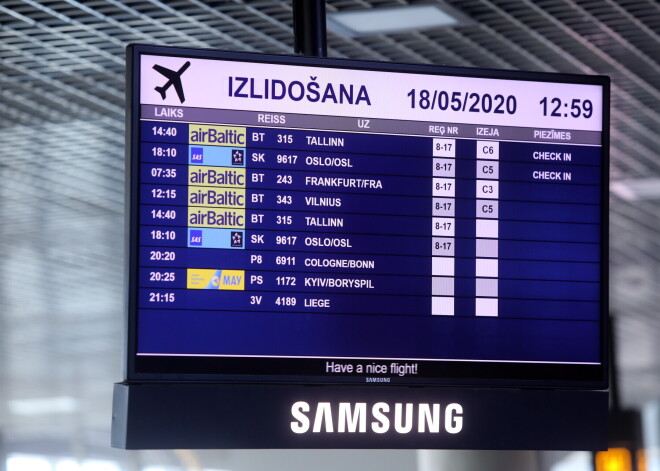 IZLIDOŠANA 18/05/2020 12:59
LAIKS REISS UZ REĢ NR IZEJA PIEZĪMES
14:40 airBaltic BT 315 TALLINN 8-17 C6 CHECK IN
18:10 SAS SK 9617 OSLO/OSL 8-17 C5 CHECK IN
07:35 airBaltic BT 243 FRANKFURT/FRA 8-17 C3
12:15 airBaltic BT 343 VILNIUS 8-17 C5
14:40 airBaltic BT 315 TALLINN 8-17
18:10 SAS SK 9617 OSLO/OSL 8-17
20:20 P8 6911 COLOGNE/BONN
20:25 MAY PS 1172 KYIV/BORYSPIL
21:15 3V 4189 LIEGE
Have a nice flight!
SAMSUNG
SAMSUNG